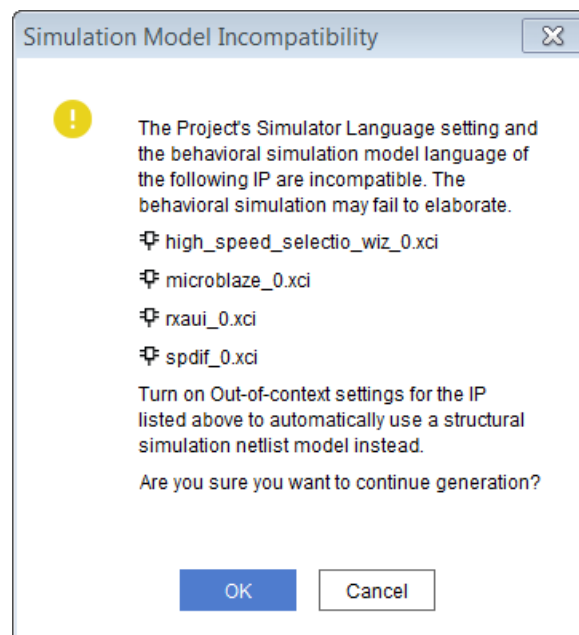 Simulation Model Incompatibility
The Project's Simulator Language setting and
the behavioral simulation model language of
the following IP are incompatible. The
behavioral simulation may fail to elaborate.
high_speed_selectio_wiz_0.xci
microblaze_0.xci
rxaui_0.xci
spdif_0.xci
Turn on Out-of-context settings for the IP
listed above to automatically use a structural
simulation netlist model instead.
Are you sure you want to continue generation?
OK Cancel